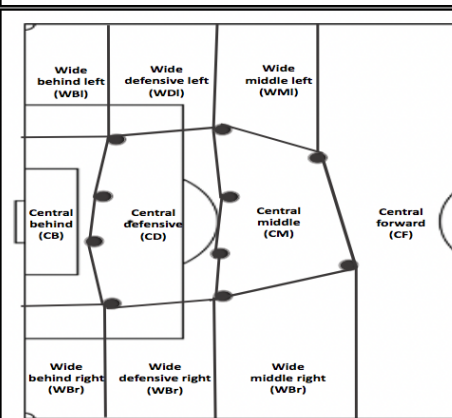 Wide
behind left
(WBl)
Wide
defensive left
(WDl)
Wide
middle left
(WMl)
Central
behind
(CB)
Central
defensive
(CD)
Central
middle
(CM)
Central
forward
(CF)
Wide
behind right
(WBr)
Wide
defensive right
(WBr)
Wide
middle right
(WBr)